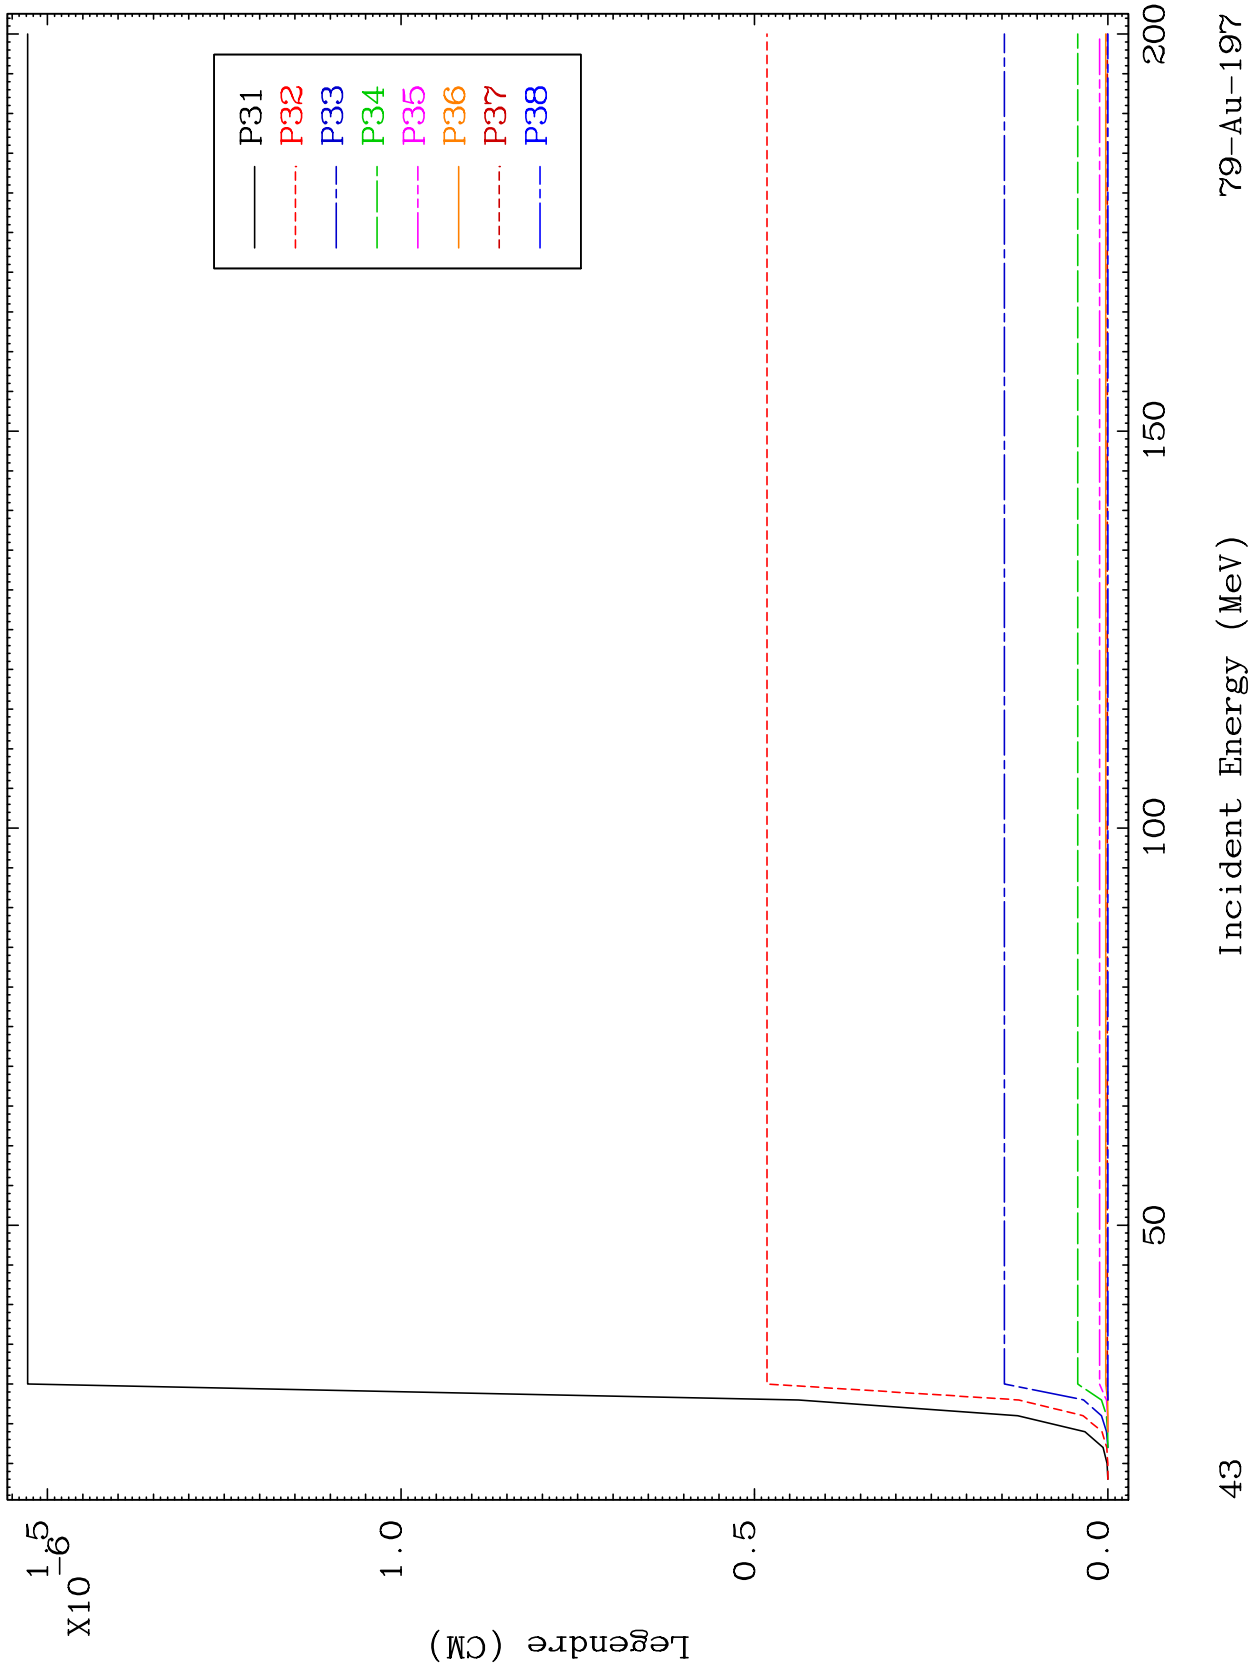 1.5
X10⁻⁶
1.0
0.5
0.0
Legendre (CM)
P31
P32
P33
P34
P35
P36
P37
P38
50
100
150
200
Incident Energy (MeV)
43
79-Au-197